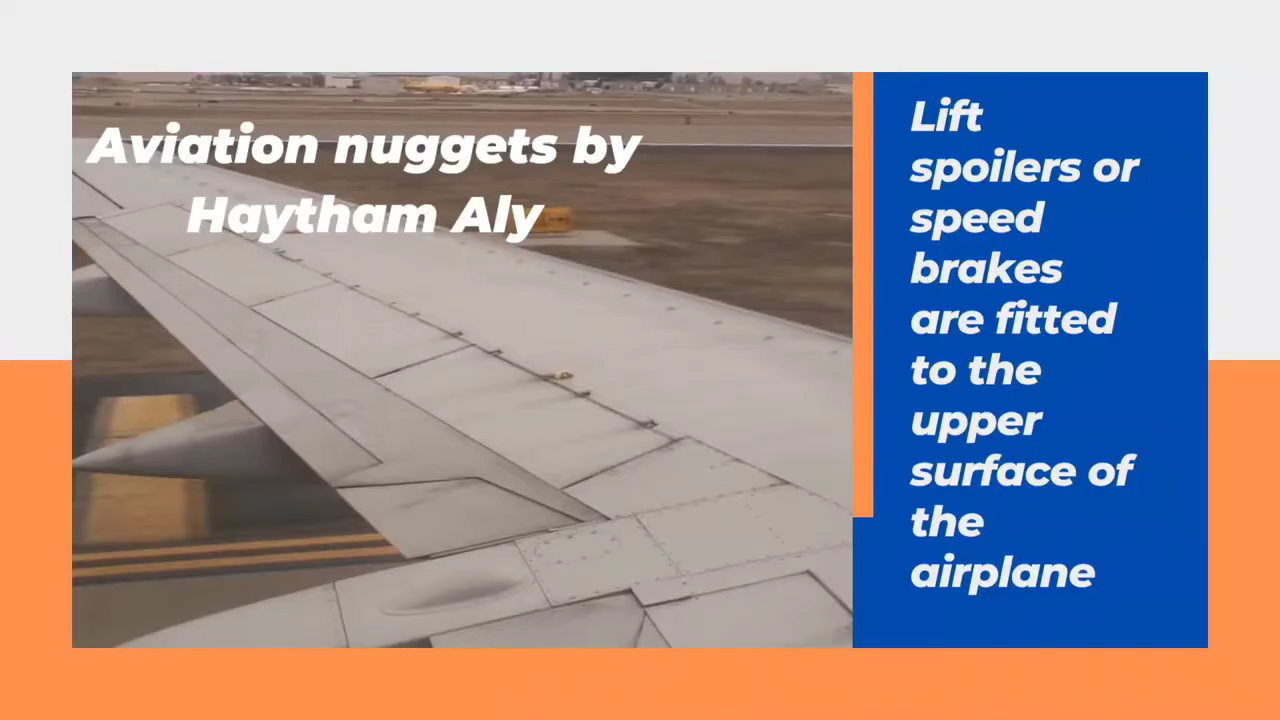 Aviation nuggets by
Haytham Aly
Lift
spoilers or
speed
brakes
are fitted
to the
upper
surface of
the
airplane